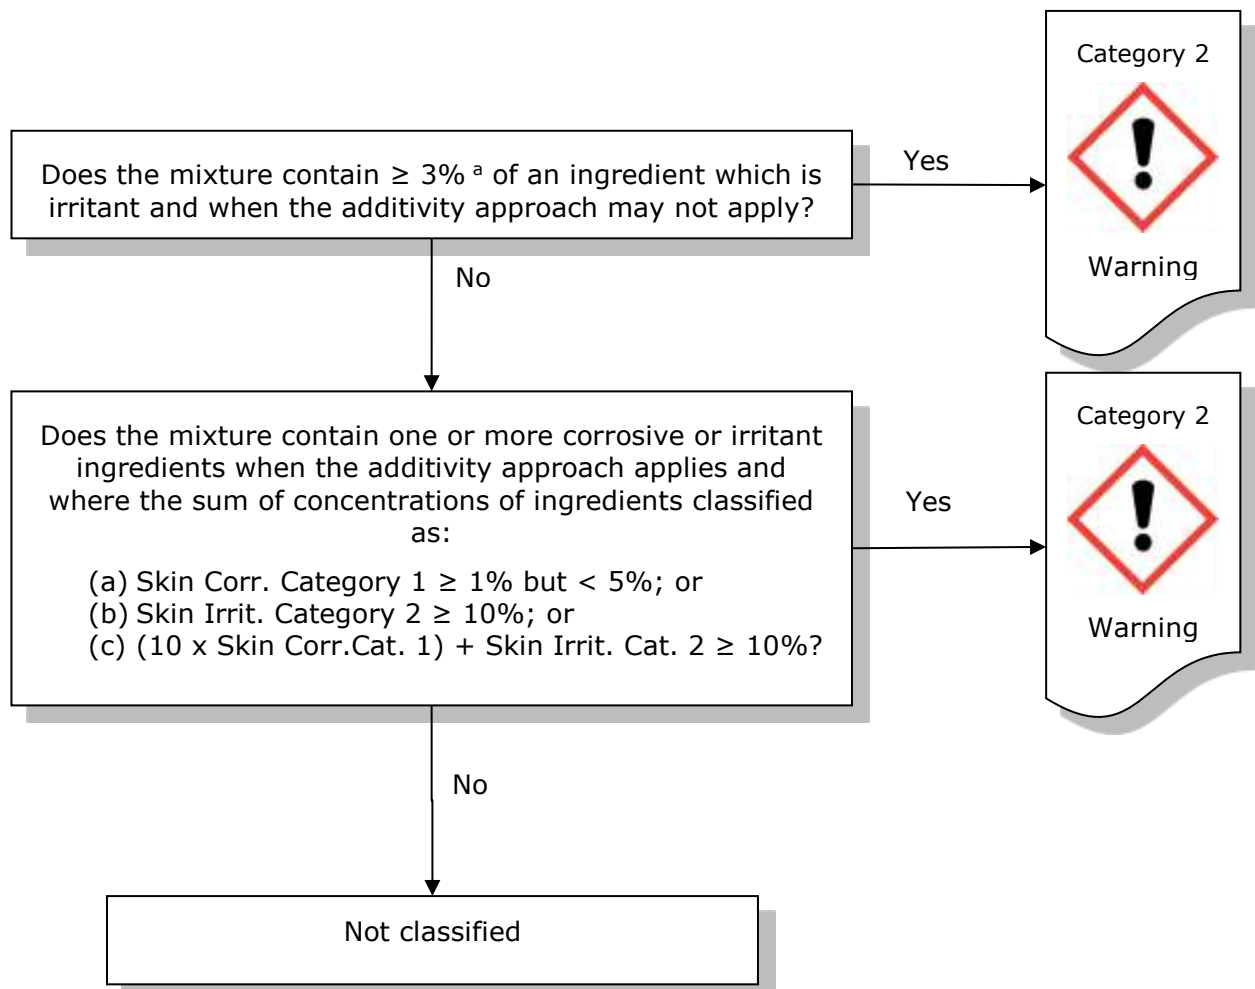 Category 2
Does the mixture contain ≥ 3% ᵃ of an ingredient which is
irritant and when the additivity approach may not apply?
Yes
Warning
No
Category 2
Does the mixture contain one or more corrosive or irritant
ingredients when the additivity approach applies and
where the sum of concentrations of ingredients classified
as:
(a) Skin Corr. Category 1 ≥ 1% but < 5%; or
(b) Skin Irrit. Category 2 ≥ 10%; or
(c) (10 x Skin Corr.Cat. 1) + Skin Irrit. Cat. 2 ≥ 10%?
Yes
Warning
No
Not classified